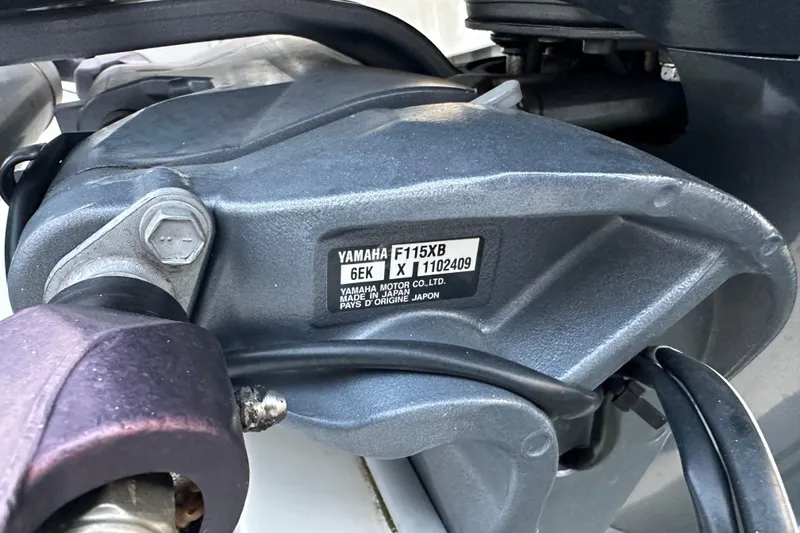 YAMAHA F115XB
6EK X 1102409
YAMAHA MOTOR CO.,LTD.
MADE IN JAPAN
PAYS D'ORIGINE JAPON